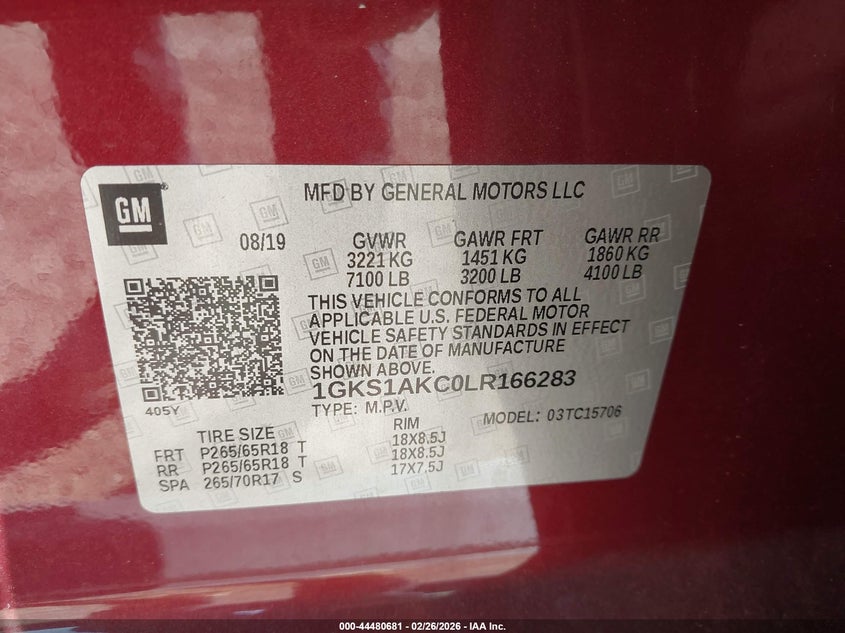 GM
MFD BY GENERAL MOTORS LLC
08/19 GVWR GAWR FRT GAWR RR
3221 KG 1451 KG 1860 KG
7100 LB 3200 LB 4100 LB
THIS VEHICLE CONFORMS TO ALL
APPLICABLE U.S. FEDERAL MOTOR
VEHICLE SAFETY STANDARDS IN EFFECT
ON THE DATE OF MANUFACTURE
SHOWN ABOVE.
1GKS1AKC0LR166283
405Y
TYPE: M.P.V. MODEL: 03TC15706
TIRE SIZE RIM
FRT P265/65R18 T 18X8.5J
RR P265/65R18 T 18X8.5J
SPA 265/70R17 S 17X7.5J
000-44480681 | 02/26/2026 - IAA Inc.